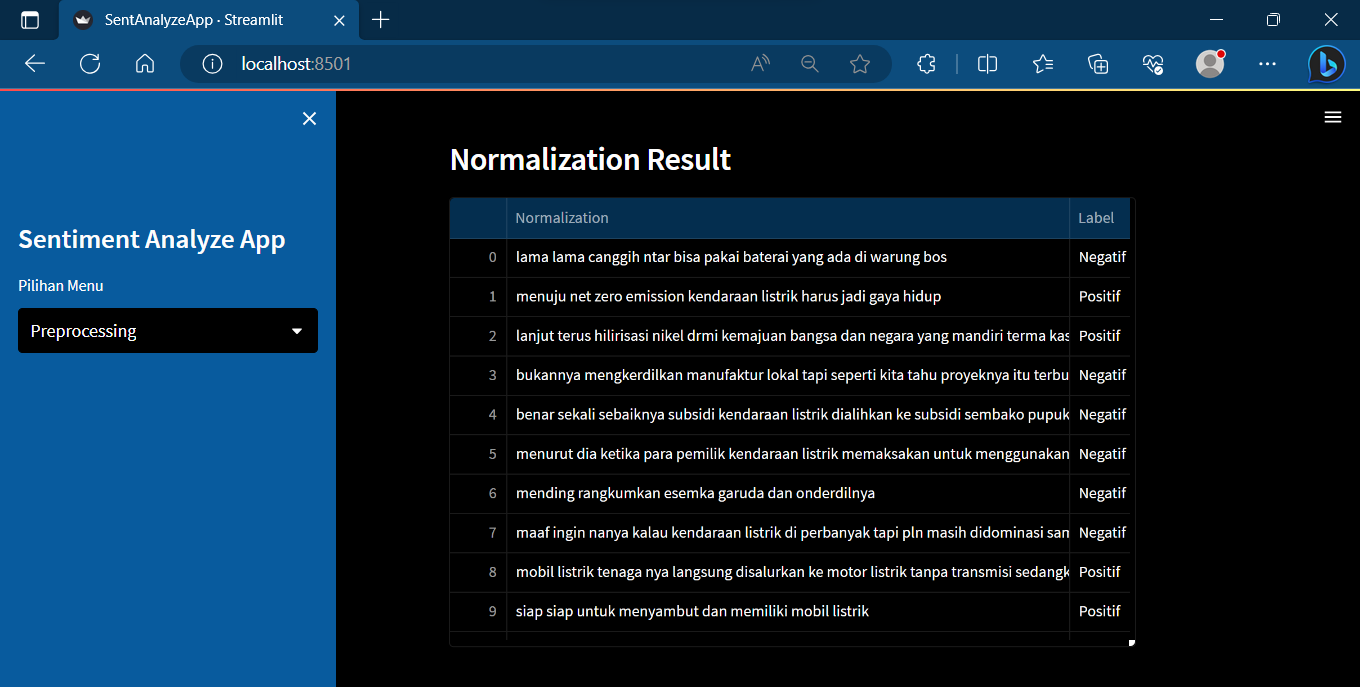 SentAnalyzeApp · Streamlit
localhost:8501
Sentiment Analyze App
Pilihan Menu
Preprocessing
Normalization Result
Normalization Label
0 lama lama canggih ntar bisa pakai baterai yang ada di warung bos Negatif
1 menuju net zero emission kendaraan listrik harus jadi gaya hidup Positif
2 lanjut terus hilirisasi nikel drmi kemajuan bangsa dan negara yang mandiri terma kas Positif
3 bukannya mengkerdilkan manufaktur lokal tapi seperti kita tahu proyeknya itu terbu Negatif
4 benar sekali sebaiknya subsidi kendaraan listrik dialihkan ke subsidi sembako pupuk Negatif
5 menurut dia ketika para pemilik kendaraan listrik memaksakan untuk menggunakan Negatif
6 mending rangkumkan esemka garuda dan onderdilnya Negatif
7 maaf ingin nanya kalau kendaraan listrik di perbanyak tapi pln masih didominasi sam Negatif
8 mobil listrik tenaga nya langsung disalurkan ke motor listrik tanpa transmisi sedangk Positif
9 siap siap untuk menyambut dan memiliki mobil listrik Positif